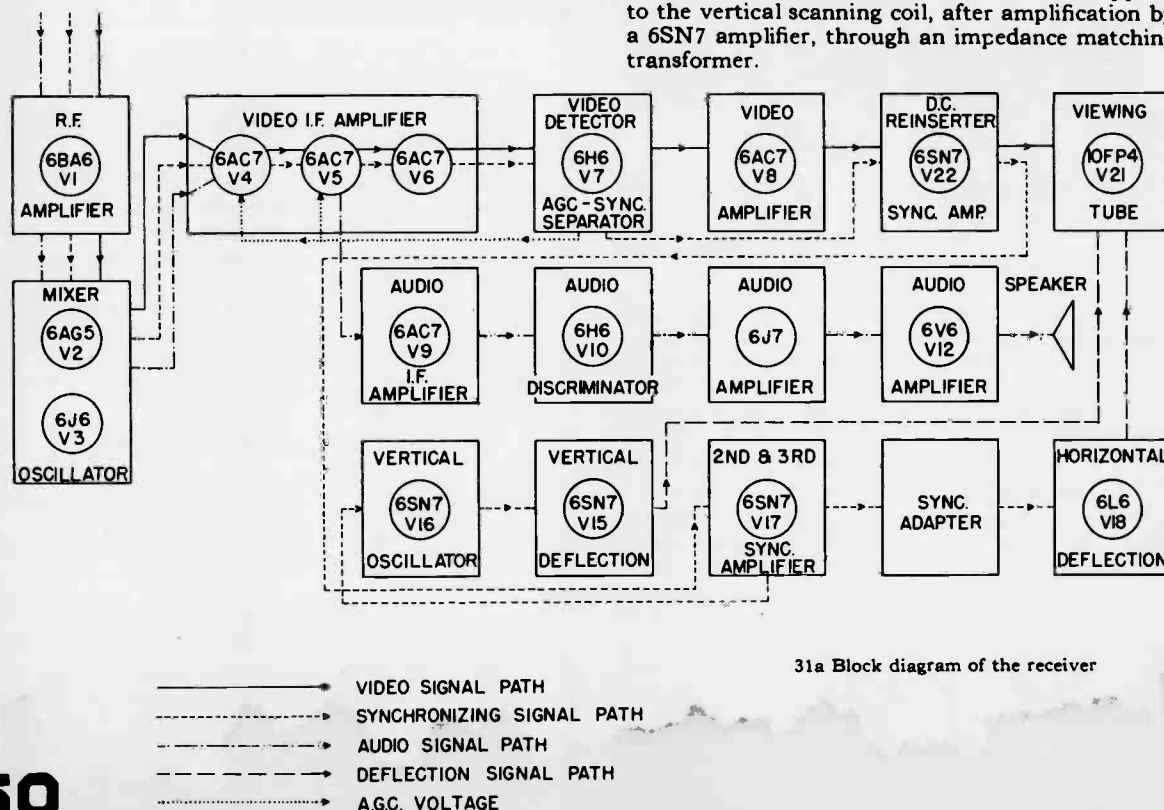 to the vertical scanning coil, after amplification by
a 6SN7 amplifier, through an impedance matching
transformer.
R.F.
6BA6
V1
AMPLIFIER
VIDEO I.F. AMPLIFIER
6AC7
V4
6AC7
V5
6AC7
V6
VIDEO
DETECTOR
6H6
V7
AGC-SYNC.
SEPARATOR
VIDEO
6AC7
V8
AMPLIFIER
D.C.
REINSERTER
6SN7
V22
SYNC. AMP.
VIEWING
10FP4
V21
TUBE
MIXER
6AG5
V2
6J6
V3
OSCILLATOR
AUDIO
6AC7
V9
I.F.
AMPLIFIER
AUDIO
6H6
V10
DISCRIMINATOR
AUDIO
6J7
AMPLIFIER
AUDIO
6V6
V12
AMPLIFIER
SPEAKER
VERTICAL
6SN7
V16
OSCILLATOR
VERTICAL
6SN7
V15
DEFLECTION
2ND & 3RD
6SN7
V17
SYNC.
AMPLIFIER
SYNC.
ADAPTER
HORIZONTAL
6L6
V18
DEFLECTION
31a Block diagram of the receiver
VIDEO SIGNAL PATH
SYNCHRONIZING SIGNAL PATH
AUDIO SIGNAL PATH
DEFLECTION SIGNAL PATH
A.G.C. VOLTAGE